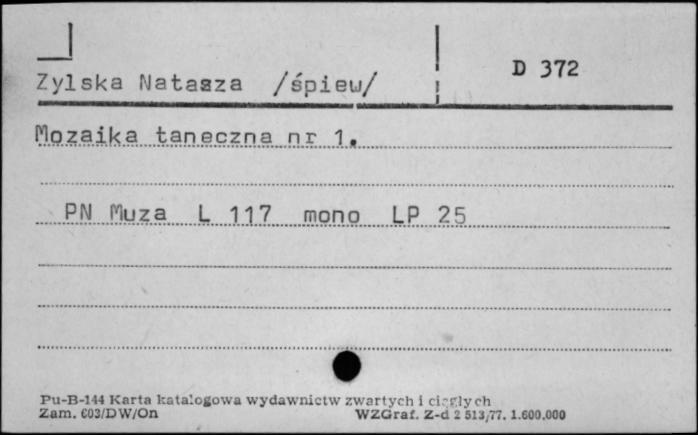 D 372
Zylska Natasza /śpiew/
Mozaika taneczna nr 1.
PN Muza L 117 mono LP 25
Pu-B-144 Karta katalogowa wydawnictw zwartych i ciągłych
Zam. 603/DW/On WZGraf. Z-d 2 513/77. 1.600.000